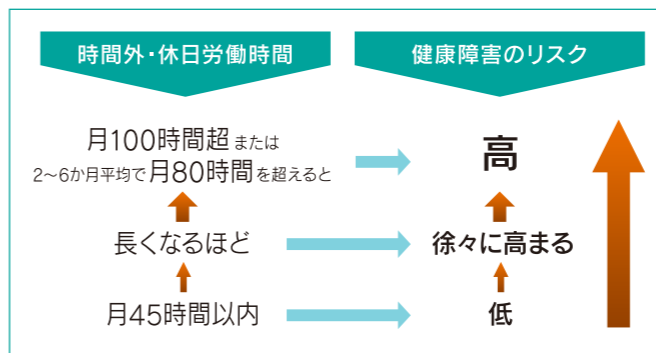 時間外・休日労働時間
健康障害のリスク
月100時間超または
2～6か月平均で月80時間を超えると
高
長くなるほど
徐々に高まる
月45時間以内
低